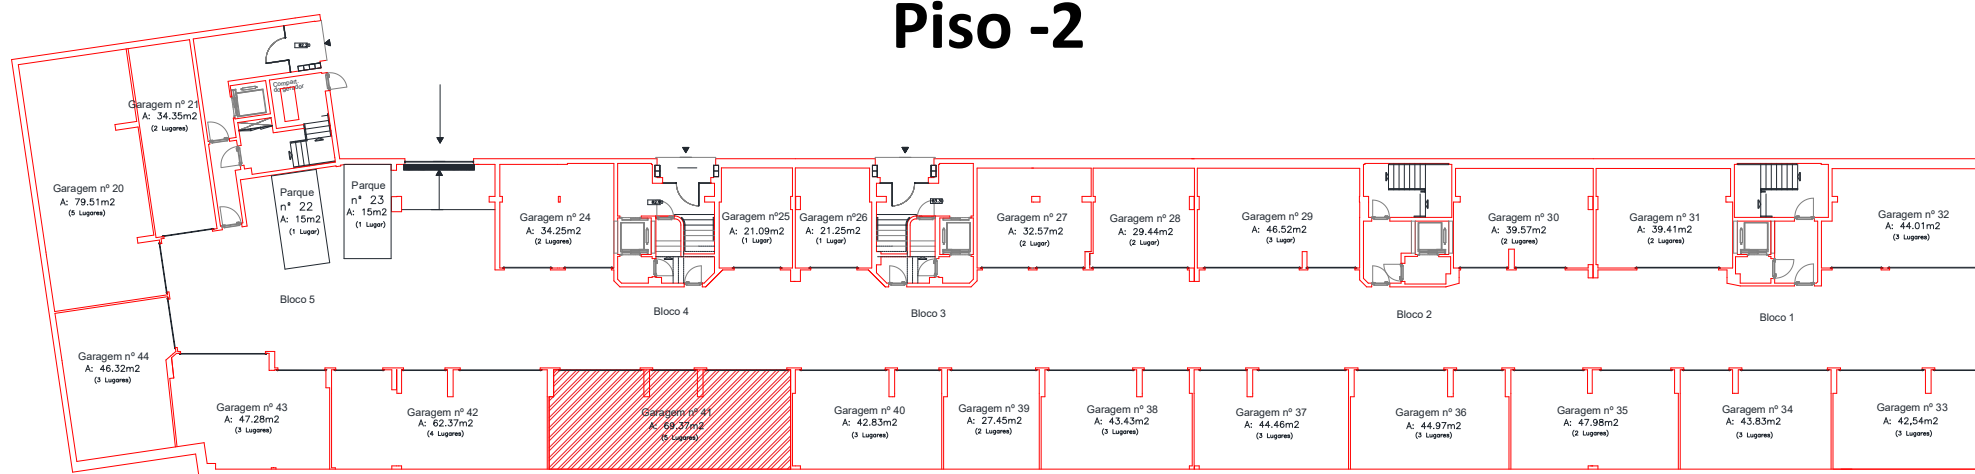 Piso -2
Compart.
do gerador
Garagem nº 21
A: 34.35m2
(2 Lugares)
Garagem nº 20
A: 79.51m2
(5 Lugares)
Parque
nº 22
A: 15m2
(1 Lugar)
Parque
nº 23
A: 15m2
(1 Lugar)
Garagem nº 24
A: 34.25m2
(2 Lugares)
Garagem nº25
A: 21.09m2
(1 Lugar)
Garagem nº26
A: 21.25m2
(1 Lugar)
Garagem nº 27
A: 32.57m2
(2 Lugar)
Garagem nº 28
A: 29.44m2
(2 Lugar)
Garagem nº 29
A: 46.52m2
(3 Lugar)
Garagem nº 30
A: 39.57m2
(2 Lugares)
Garagem nº 31
A: 39.41m2
(2 Lugares)
Garagem nº 32
A: 44.01m2
(3 Lugares)
Bloco 5
Bloco 4
Bloco 3
Bloco 2
Bloco 1
Garagem nº 44
A: 46.32m2
(3 Lugares)
Garagem nº 43
A: 47.28m2
(3 Lugares)
Garagem nº 42
A: 62.37m2
(4 Lugares)
Garagem nº 41
A: 69.37m2
(5 Lugares)
Garagem nº 40
A: 42.83m2
(3 Lugares)
Garagem nº 39
A: 27.45m2
(2 Lugares)
Garagem nº 38
A: 43.43m2
(3 Lugares)
Garagem nº 37
A: 44.46m2
(3 Lugares)
Garagem nº 36
A: 44.97m2
(3 Lugares)
Garagem nº 35
A: 47.98m2
(2 Lugares)
Garagem nº 34
A: 43.83m2
(3 Lugares)
Garagem nº 33
A: 42,54m2
(3 Lugares)